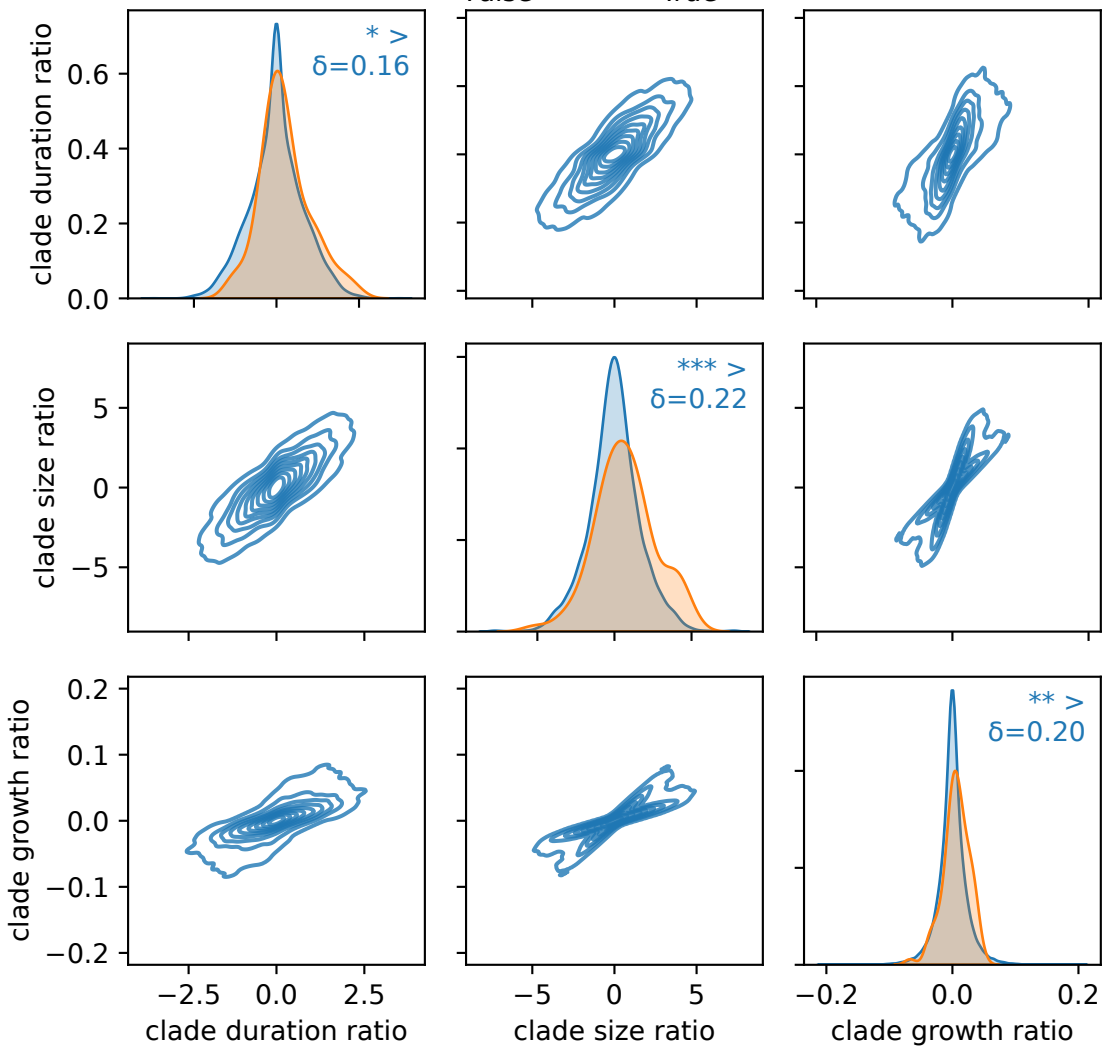 clade duration ratio
0.6
0.4
0.2
0.0
* >
δ=0.16
clade size ratio
5
0
−5
*** >
δ=0.22
clade growth ratio
0.2
0.1
0.0
−0.1
−0.2
** >
δ=0.20
−2.5 0.0 2.5
−5 0 5
−0.2 0.0 0.2
clade duration ratio
clade size ratio
clade growth ratio